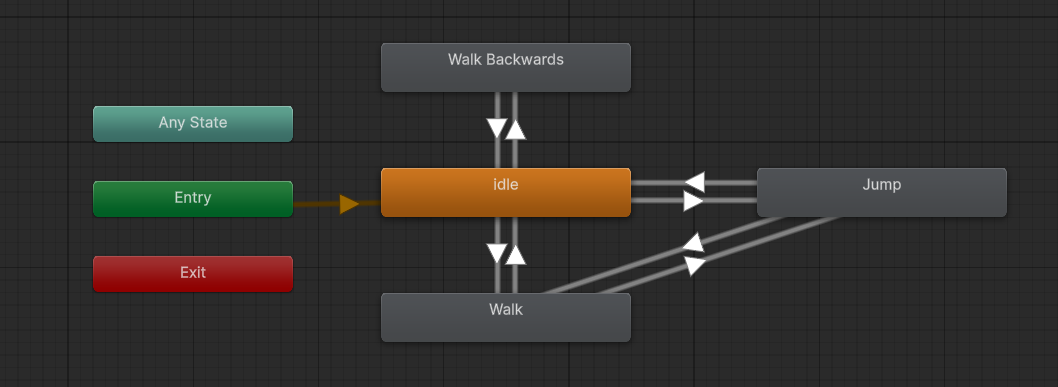 Walk Backwards
Any State
Entry
idle
Jump
Exit
Walk